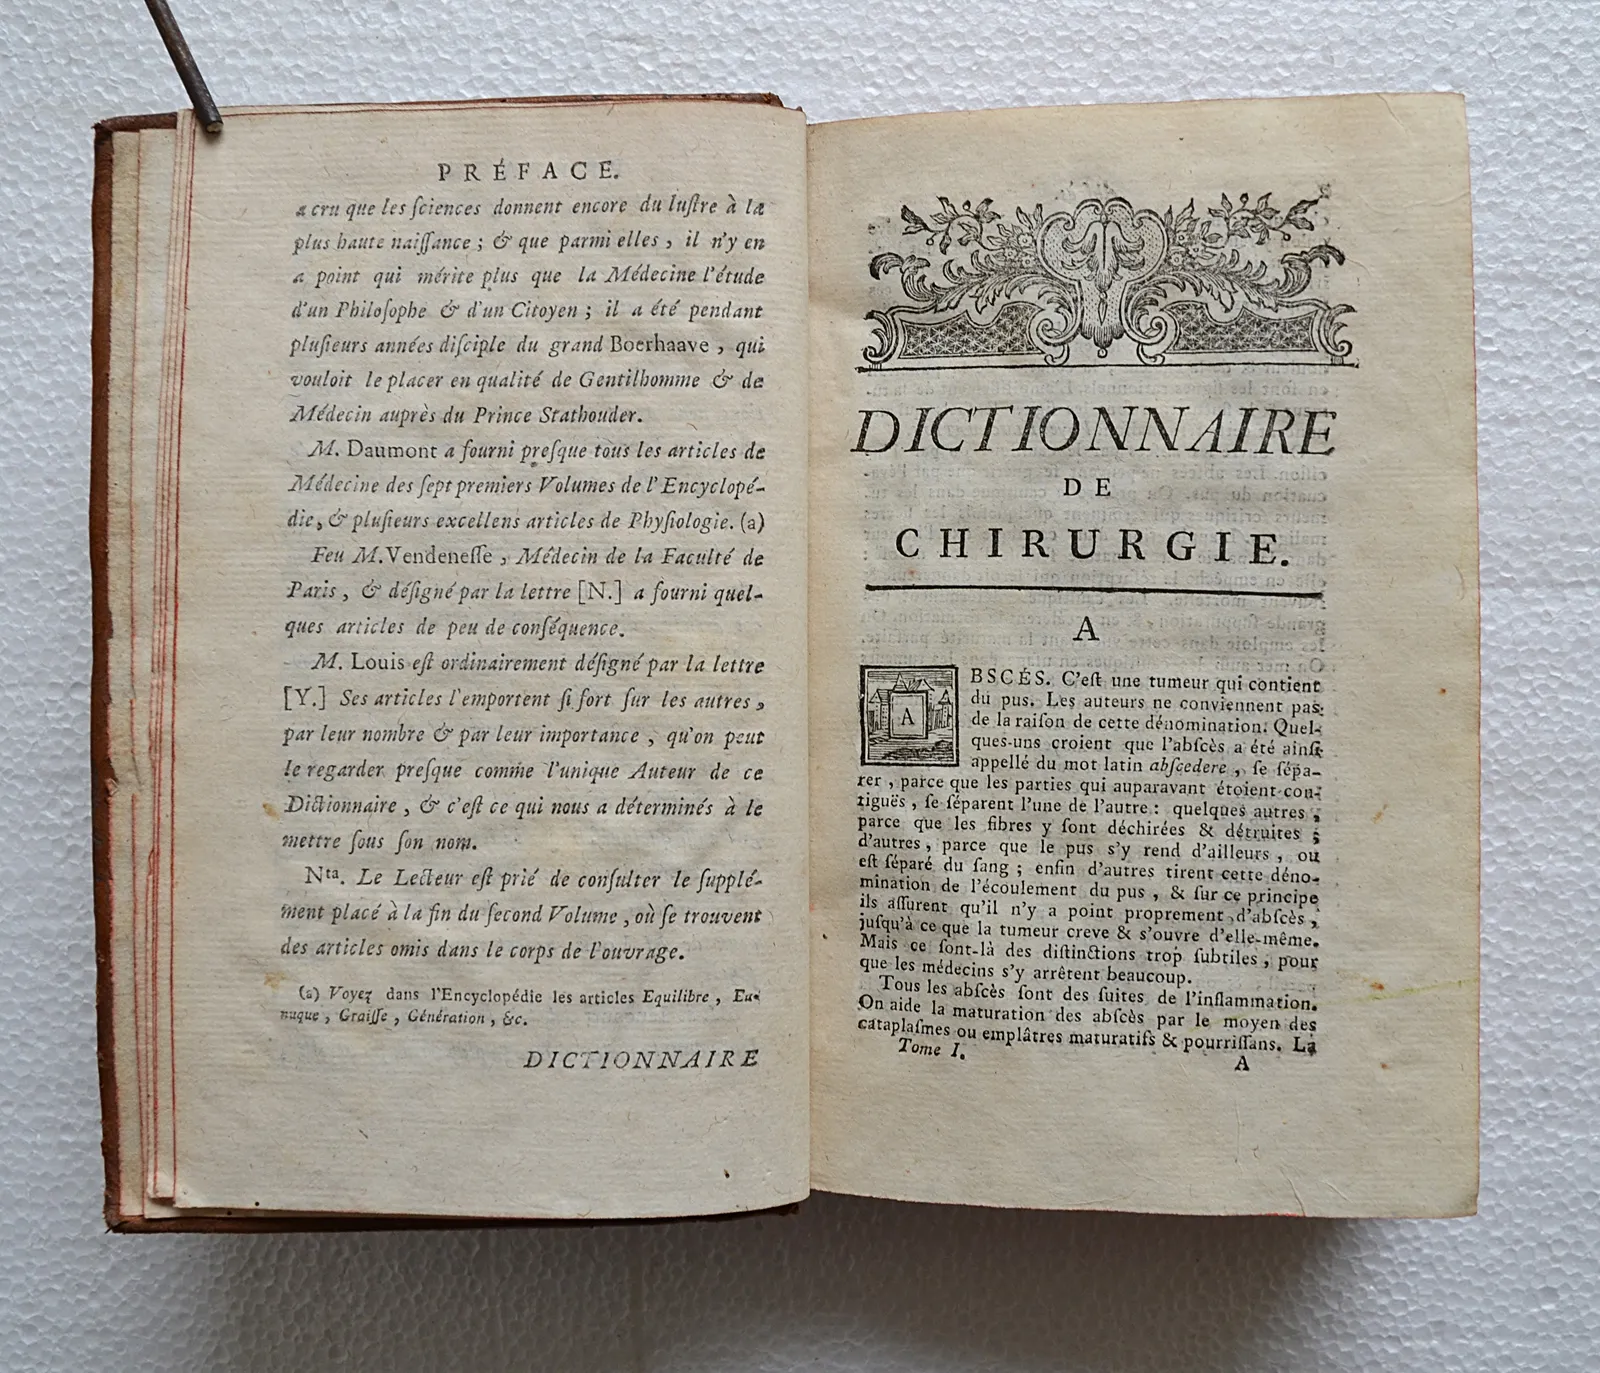 PRÉFACE.
a cru que les ſciences donnent encore du luſtre à la
plus haute naiſſance ; & que parmi elles, il n'y en
a point qui mérite plus que la Médecine l'étude
d'un Philoſophe & d'un Citoyen ; il a été pendant
pluſieurs années diſciple du grand Boerhaave, qui
vouloit le placer en qualité de Gentilhomme & de
Médecin auprès du Prince Stathouder.
M. Daumont a fourni preſque tous les articles de
Médecine des ſept premiers Volumes de l'Encyclopé-
die, & pluſieurs excellens articles de Phyſiologie. (a)
Feu M. Vendeneſſe, Médecin de la Faculté de
Paris, & déſigné par la lettre [N.] a fourni quel-
ques articles de peu de conſéquence.
M. Louis eſt ordinairement déſigné par la lettre
[Y.] Ses articles l'emportent ſi fort ſur les autres,
par leur nombre & par leur importance, qu'on peut
le regarder preſque comme l'unique Auteur de ce
Dictionnaire, & c'eſt ce qui nous a déterminés à le
mettre ſous ſon nom.
Nta. Le Lecteur eſt prié de conſulter le ſupplé-
ment placé à la fin du ſecond Volume, où ſe trouvent
des articles omis dans le corps de l'ouvrage.
(a) Voyez dans l'Encyclopédie les articles Equilibre, Eu-
nuque, Graiſſe, Génération, &c.
DICTIONNAIRE
DICTIONNAIRE
DE
CHIRURGIE.
A
ABSCÉS. C'eſt une tumeur qui contient
du pus. Les auteurs ne conviennent pas
de la raiſon de cette dénomination. Quel-
ques-uns croient que l'abſcès a été ainſi
appellé du mot latin abſcedere, ſe ſépa-
rer, parce que les parties qui auparavant étoient con-
tiguës, ſe ſéparent l'une de l'autre : quelques autres,
parce que les fibres y ſont déchirées & détruites ;
d'autres, parce que le pus s'y rend d'ailleurs, ou
eſt ſéparé du ſang ; enfin d'autres tirent cette déno-
mination de l'écoulement du pus, & ſur ce principe
ils aſſurent qu'il n'y a point proprement d'abſcès,
juſqu'à ce que la tumeur creve & s'ouvre d'elle-même.
Mais ce ſont-là des diſtinctions trop ſubtiles, pour
que les médecins s'y arrêtent beaucoup.
Tous les abſcès ſont des ſuites de l'inflammation.
On aide la maturation des abſcès par le moyen des
cataplaſmes ou emplâtres maturatifs & pourriſſans. La
Tome I. A